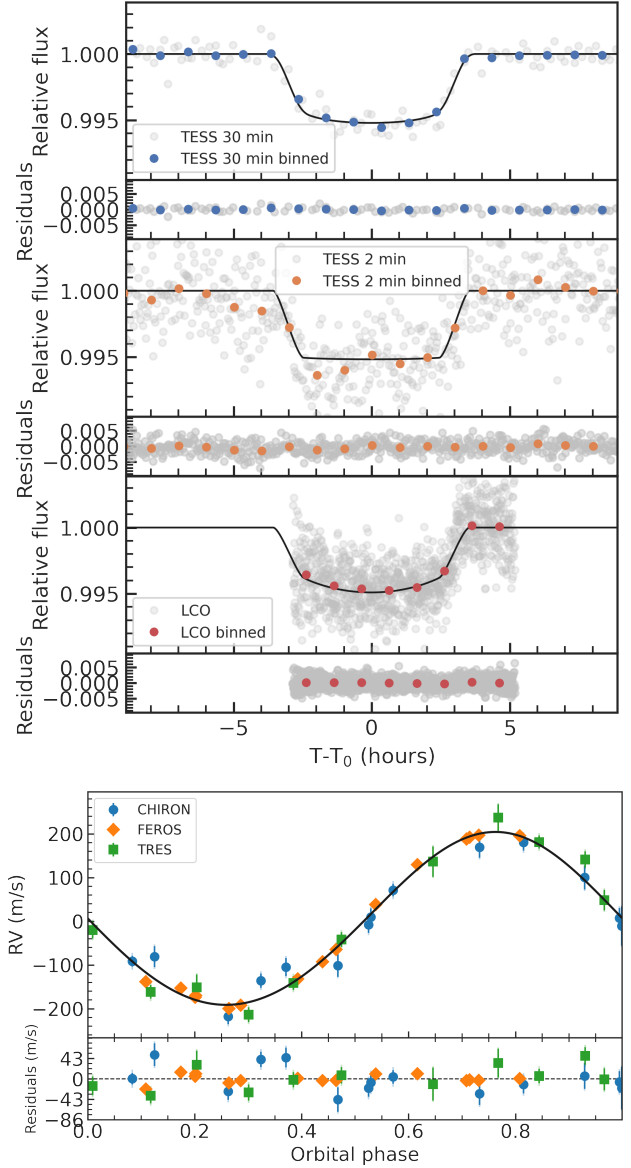 Relative flux
1.000
0.995
TESS 30 min
TESS 30 min binned
Residuals
0.005
0.000
−0.005
Relative flux
1.000
0.995
TESS 2 min
TESS 2 min binned
Residuals
0.005
0.000
−0.005
Relative flux
1.000
0.995
LCO
LCO binned
Residuals
0.005
0.000
−0.005
−5 0 5
T-T0 (hours)
CHIRON
FEROS
TRES
RV (m/s)
200
100
0
−100
−200
Residuals (m/s)
43
0
−43
−86
0.0 0.2 0.4 0.6 0.8
Orbital phase